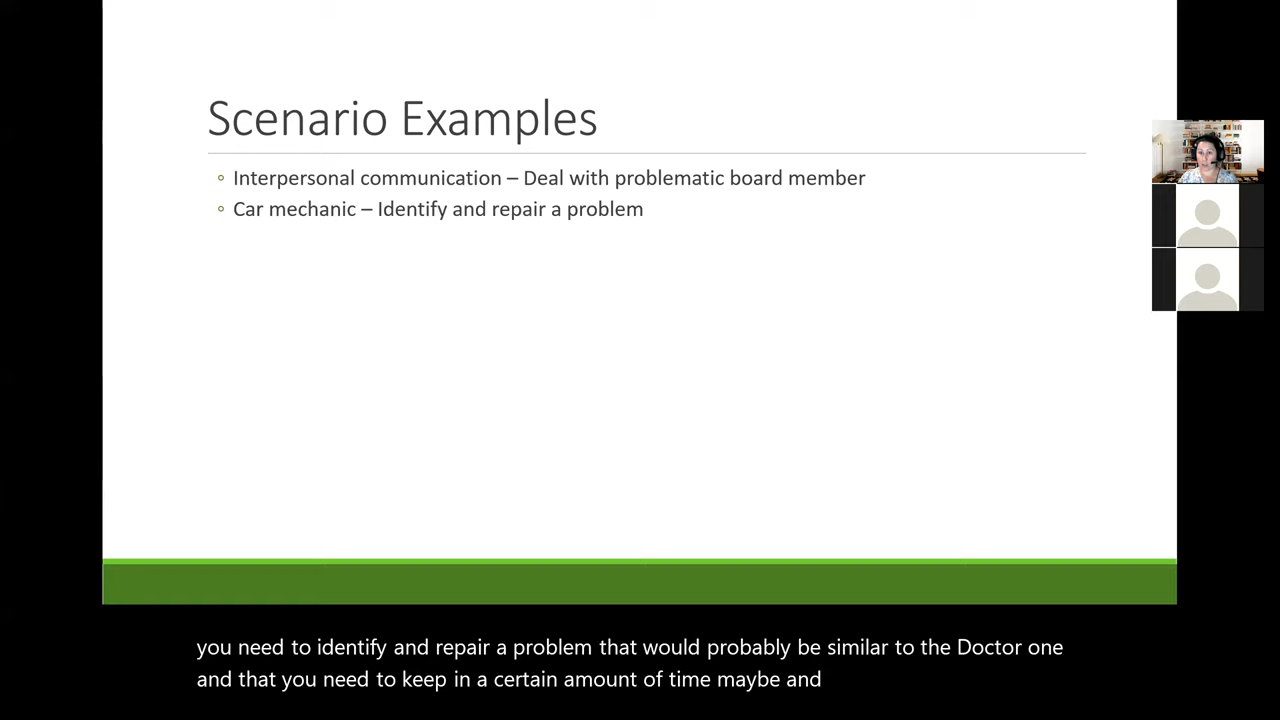 Scenario Examples
Interpersonal communication – Deal with problematic board member
Car mechanic – Identify and repair a problem
you need to identify and repair a problem that would probably be similar to the Doctor one
and that you need to keep in a certain amount of time maybe and